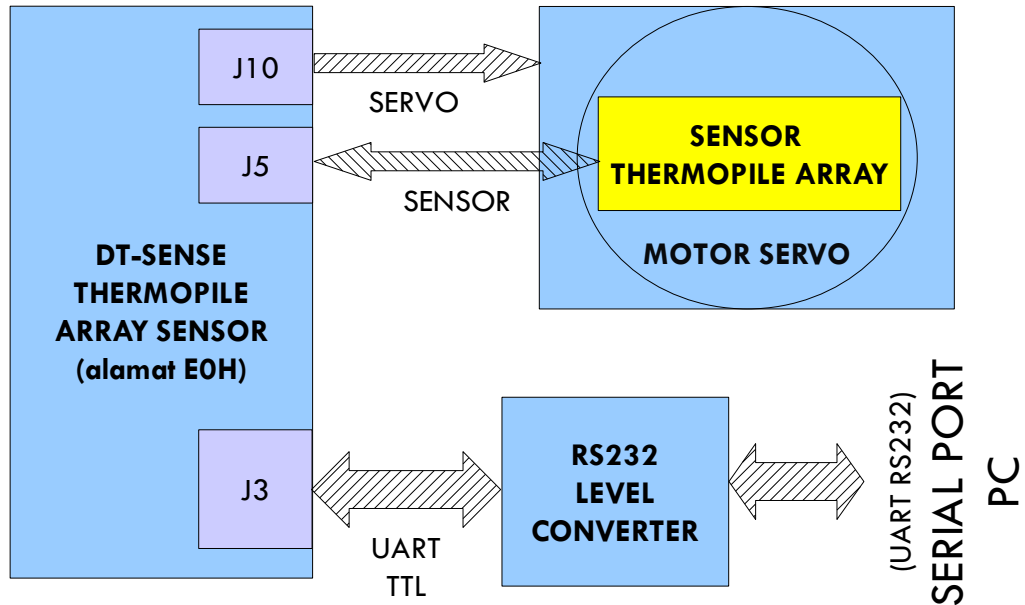 J10
SERVO
J5
SENSOR
SENSOR
THERMOPILE ARRAY
MOTOR SERVO
DT-SENSE
THERMOPILE
ARRAY SENSOR
(alamat E0H)
J3
UART
TTL
RS232
LEVEL
CONVERTER
(UART RS232)
SERIAL PORT
PC